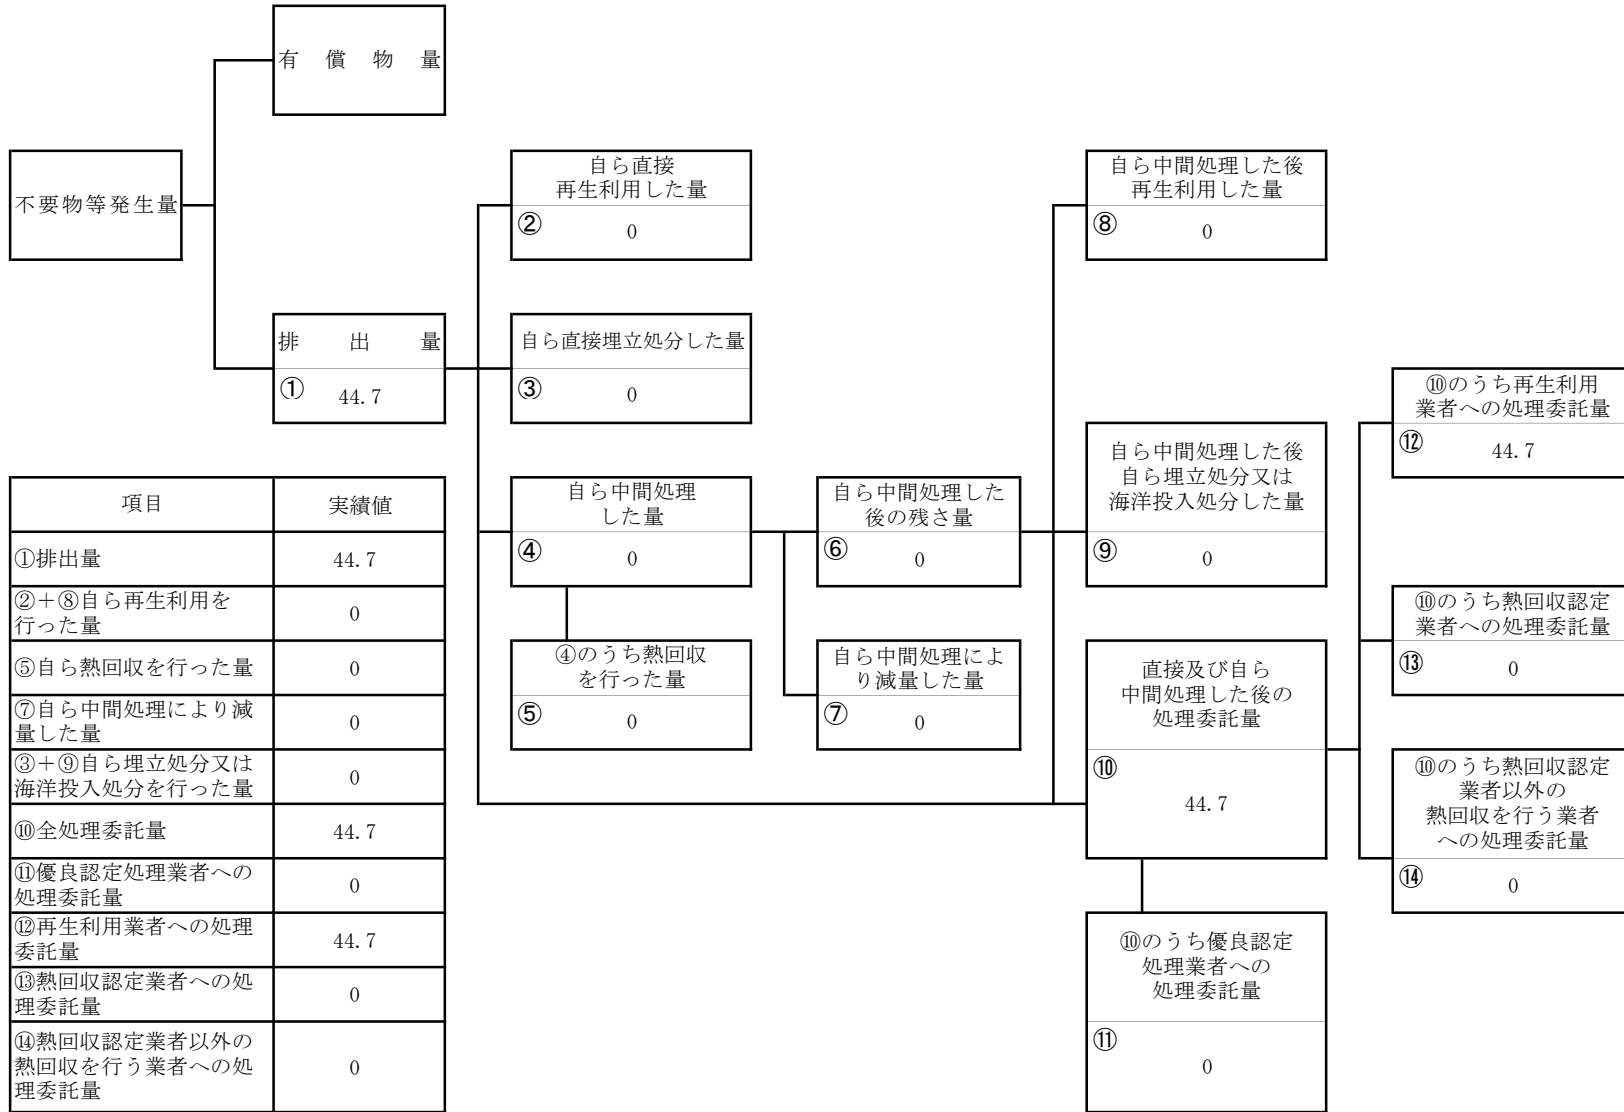 有償物量
不要物等発生量
排出量
① 44.7
自ら直接
再生利用した量
② 0
自ら直接埋立処分した量
③ 0
自ら中間処理
した量
④ 0
④のうち熱回収
を行った量
⑤ 0
自ら中間処理した
後の残さ量
⑥ 0
自ら中間処理によ
り減量した量
⑦ 0
自ら中間処理した後
再生利用した量
⑧ 0
自ら中間処理した後
自ら埋立処分又は
海洋投入処分した量
⑨ 0
直接及び自ら
中間処理した後の
処理委託量
⑩
44.7
⑩のうち優良認定
処理業者への
処理委託量
⑪
0
⑩のうち再生利用
業者への処理委託量
⑫ 44.7
⑩のうち熱回収認定
業者への処理委託量
⑬ 0
⑩のうち熱回収認定
業者以外の
熱回収を行う業者
への処理委託量
⑭ 0
項目 実績値
①排出量 44.7
②＋⑧自ら再生利用を
行った量 0
⑤自ら熱回収を行った量 0
⑦自ら中間処理により減
量した量 0
③＋⑨自ら埋立処分又は
海洋投入処分を行った量 0
⑩全処理委託量 44.7
⑪優良認定処理業者への
処理委託量 0
⑫再生利用業者への処理
委託量 44.7
⑬熱回収認定業者への処
理委託量 0
⑭熱回収認定業者以外の
熱回収を行う業者への処
理委託量 0